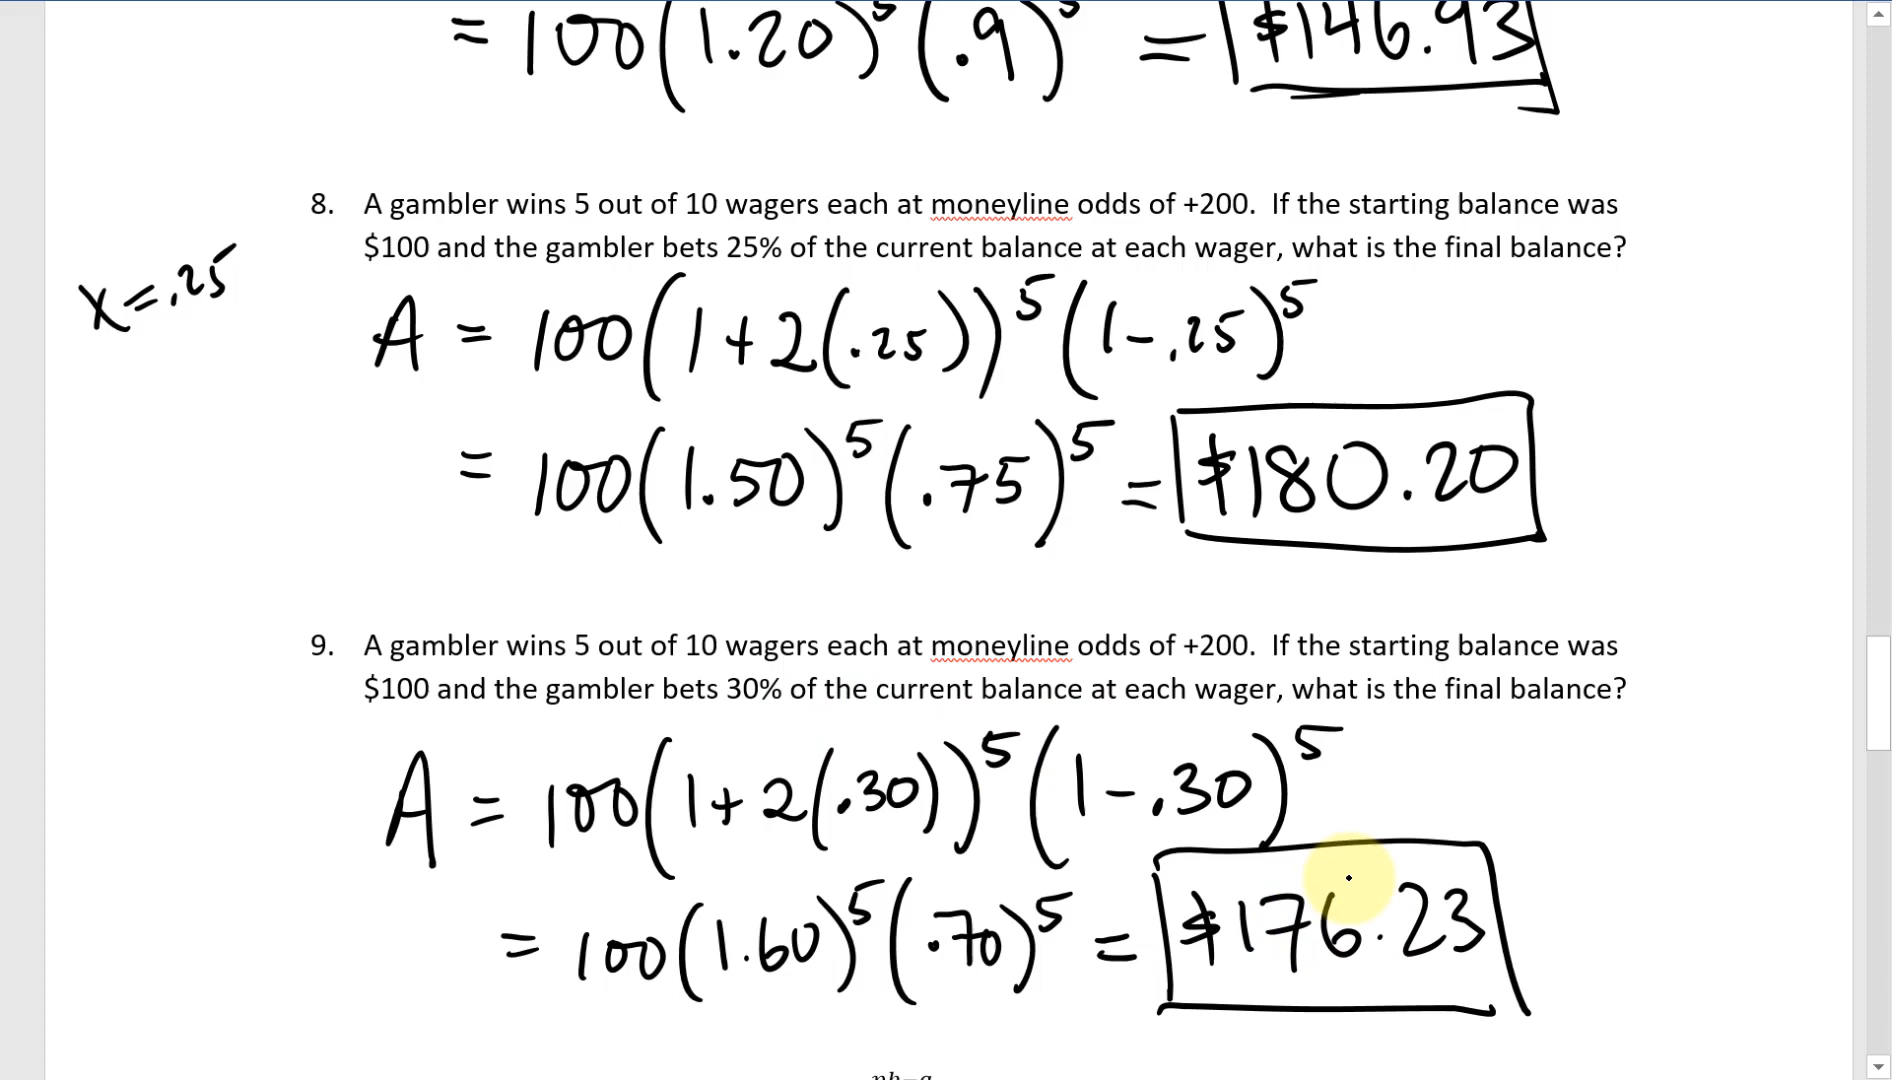 = 100(1.20)^5 (.9)^5 = $146.93
8. A gambler wins 5 out of 10 wagers each at moneyline odds of +200. If the starting balance was
$100 and the gambler bets 25% of the current balance at each wager, what is the final balance?
x = .25
A = 100(1+2(.25))^5 (1-.25)^5
= 100(1.50)^5 (.75)^5 = $180.20
9. A gambler wins 5 out of 10 wagers each at moneyline odds of +200. If the starting balance was
$100 and the gambler bets 30% of the current balance at each wager, what is the final balance?
A = 100(1+2(.30))^5 (1-.30)^5
= 100(1.60)^5 (.70)^5 = $176.23